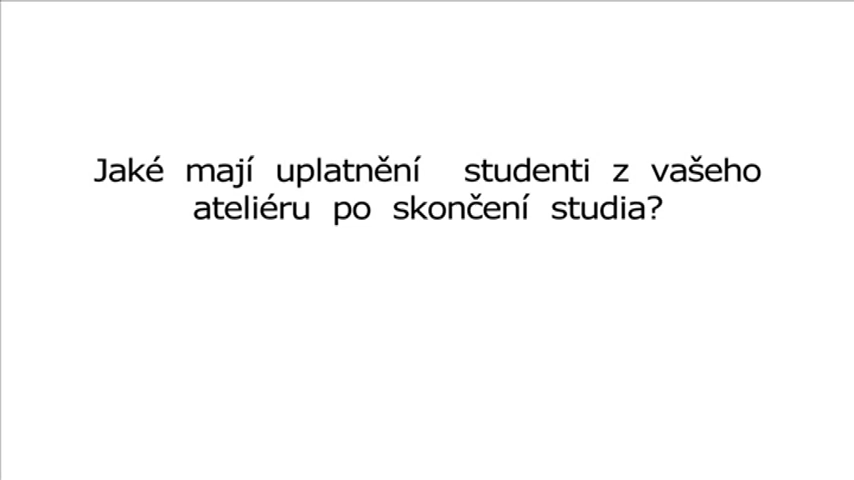 Jaké mají uplatnění studenti z vašeho
ateliéru po skončení studia?